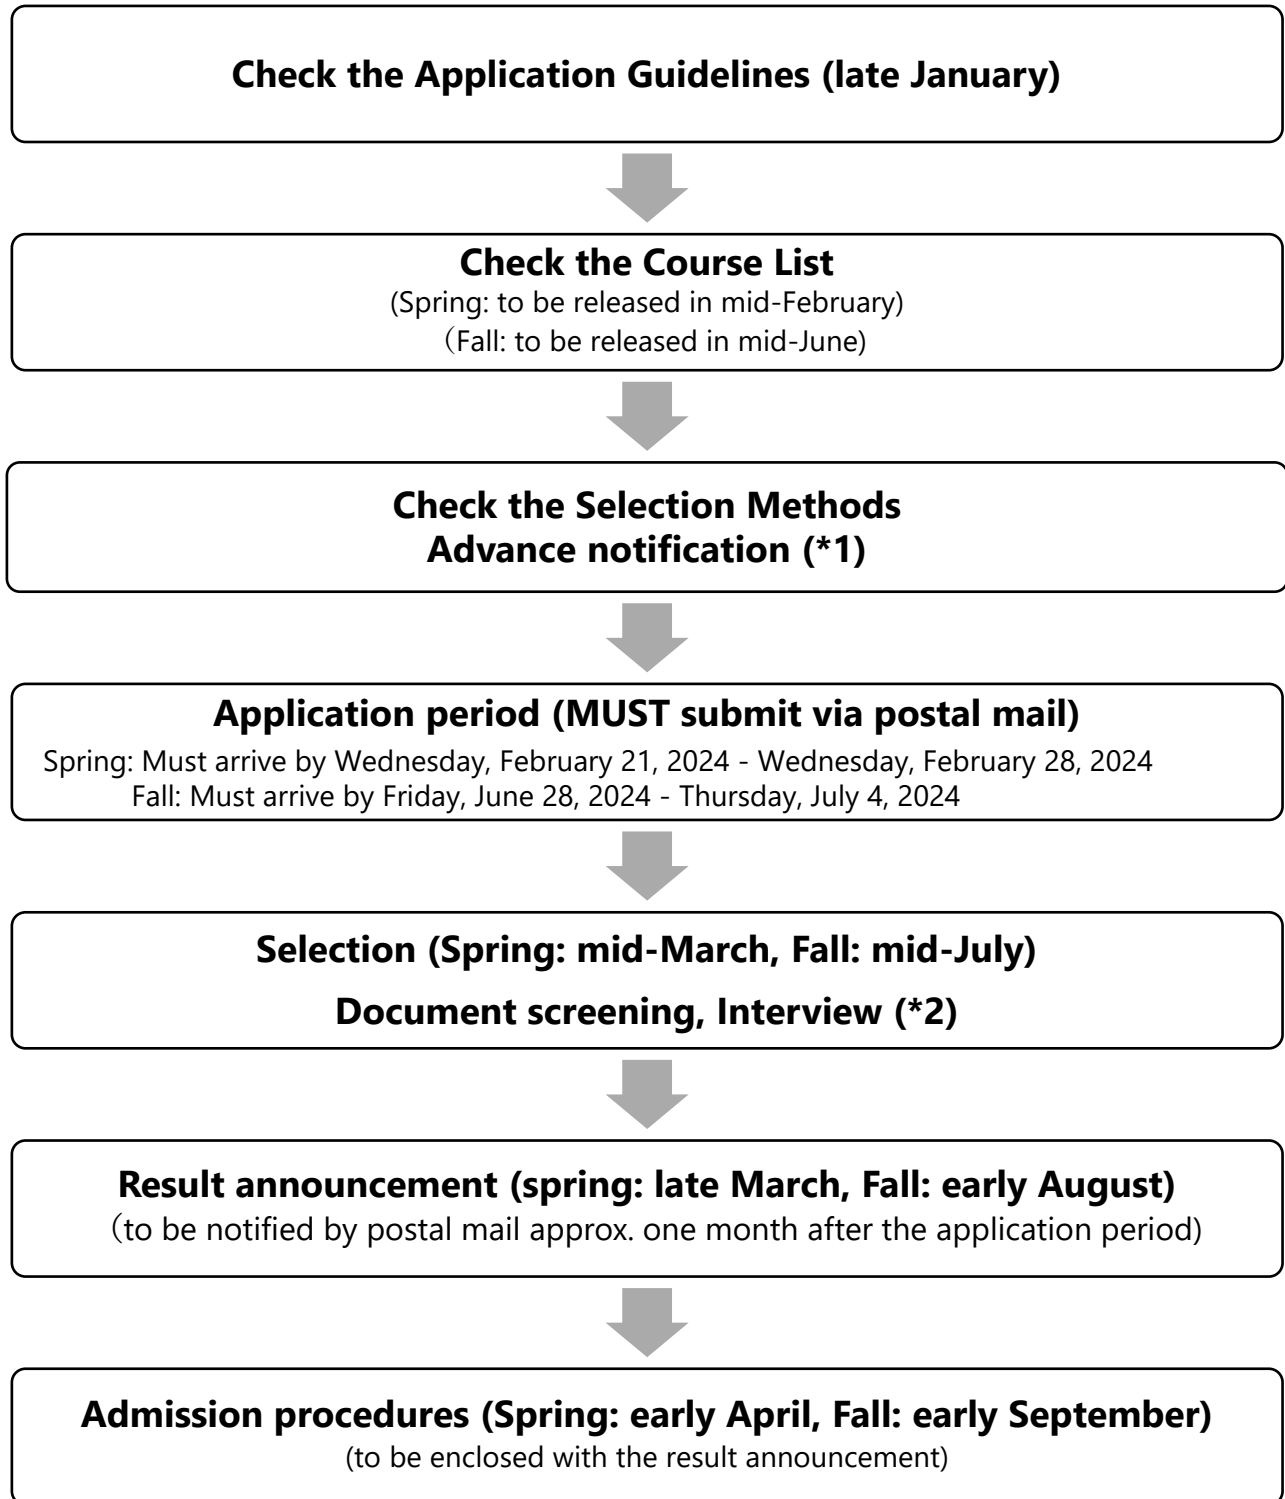 Check the Application Guidelines (late January)
Check the Course List
(Spring: to be released in mid-February)
（Fall: to be released in mid-June)
Check the Selection Methods
Advance notification (*1)
Application period (MUST submit via postal mail)
Spring: Must arrive by Wednesday, February 21, 2024 - Wednesday, February 28, 2024
Fall: Must arrive by Friday, June 28, 2024 - Thursday, July 4, 2024
Selection (Spring: mid-March, Fall: mid-July)
Document screening, Interview (*2)
Result announcement (spring: late March, Fall: early August)
（to be notified by postal mail approx. one month after the application period)
Admission procedures (Spring: early April, Fall: early September)
(to be enclosed with the result announcement)